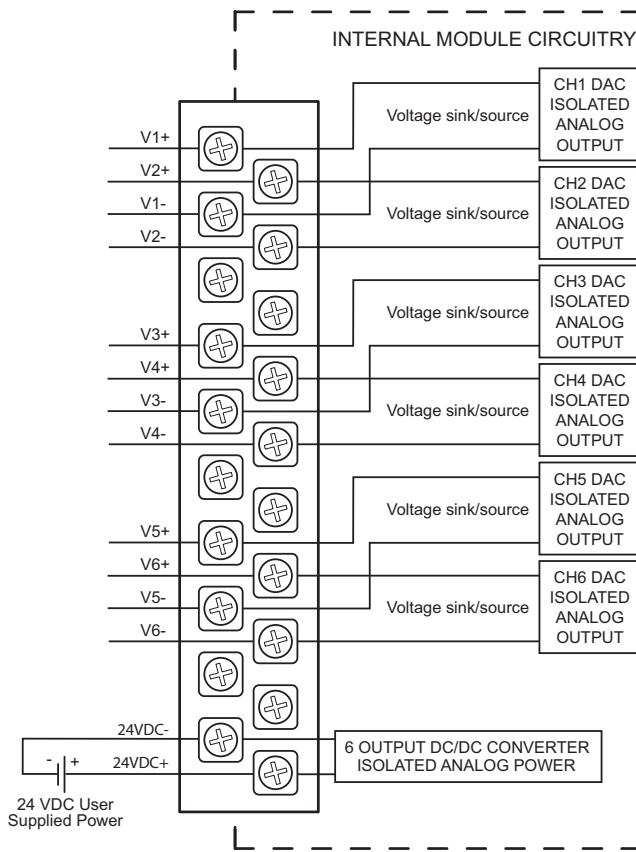 INTERNAL MODULE CIRCUITRY
CH1 DAC
ISOLATED
ANALOG
OUTPUT
Voltage sink/source
V1+
V2+
V1-
V2-
CH2 DAC
ISOLATED
ANALOG
OUTPUT
Voltage sink/source
CH3 DAC
ISOLATED
ANALOG
OUTPUT
Voltage sink/source
V3+
V4+
V3-
V4-
CH4 DAC
ISOLATED
ANALOG
OUTPUT
Voltage sink/source
CH5 DAC
ISOLATED
ANALOG
OUTPUT
Voltage sink/source
V5+
V6+
V5-
V6-
CH6 DAC
ISOLATED
ANALOG
OUTPUT
Voltage sink/source
24VDC-
- +
24VDC+
6 OUTPUT DC/DC CONVERTER
ISOLATED ANALOG POWER
24 VDC User
Supplied Power